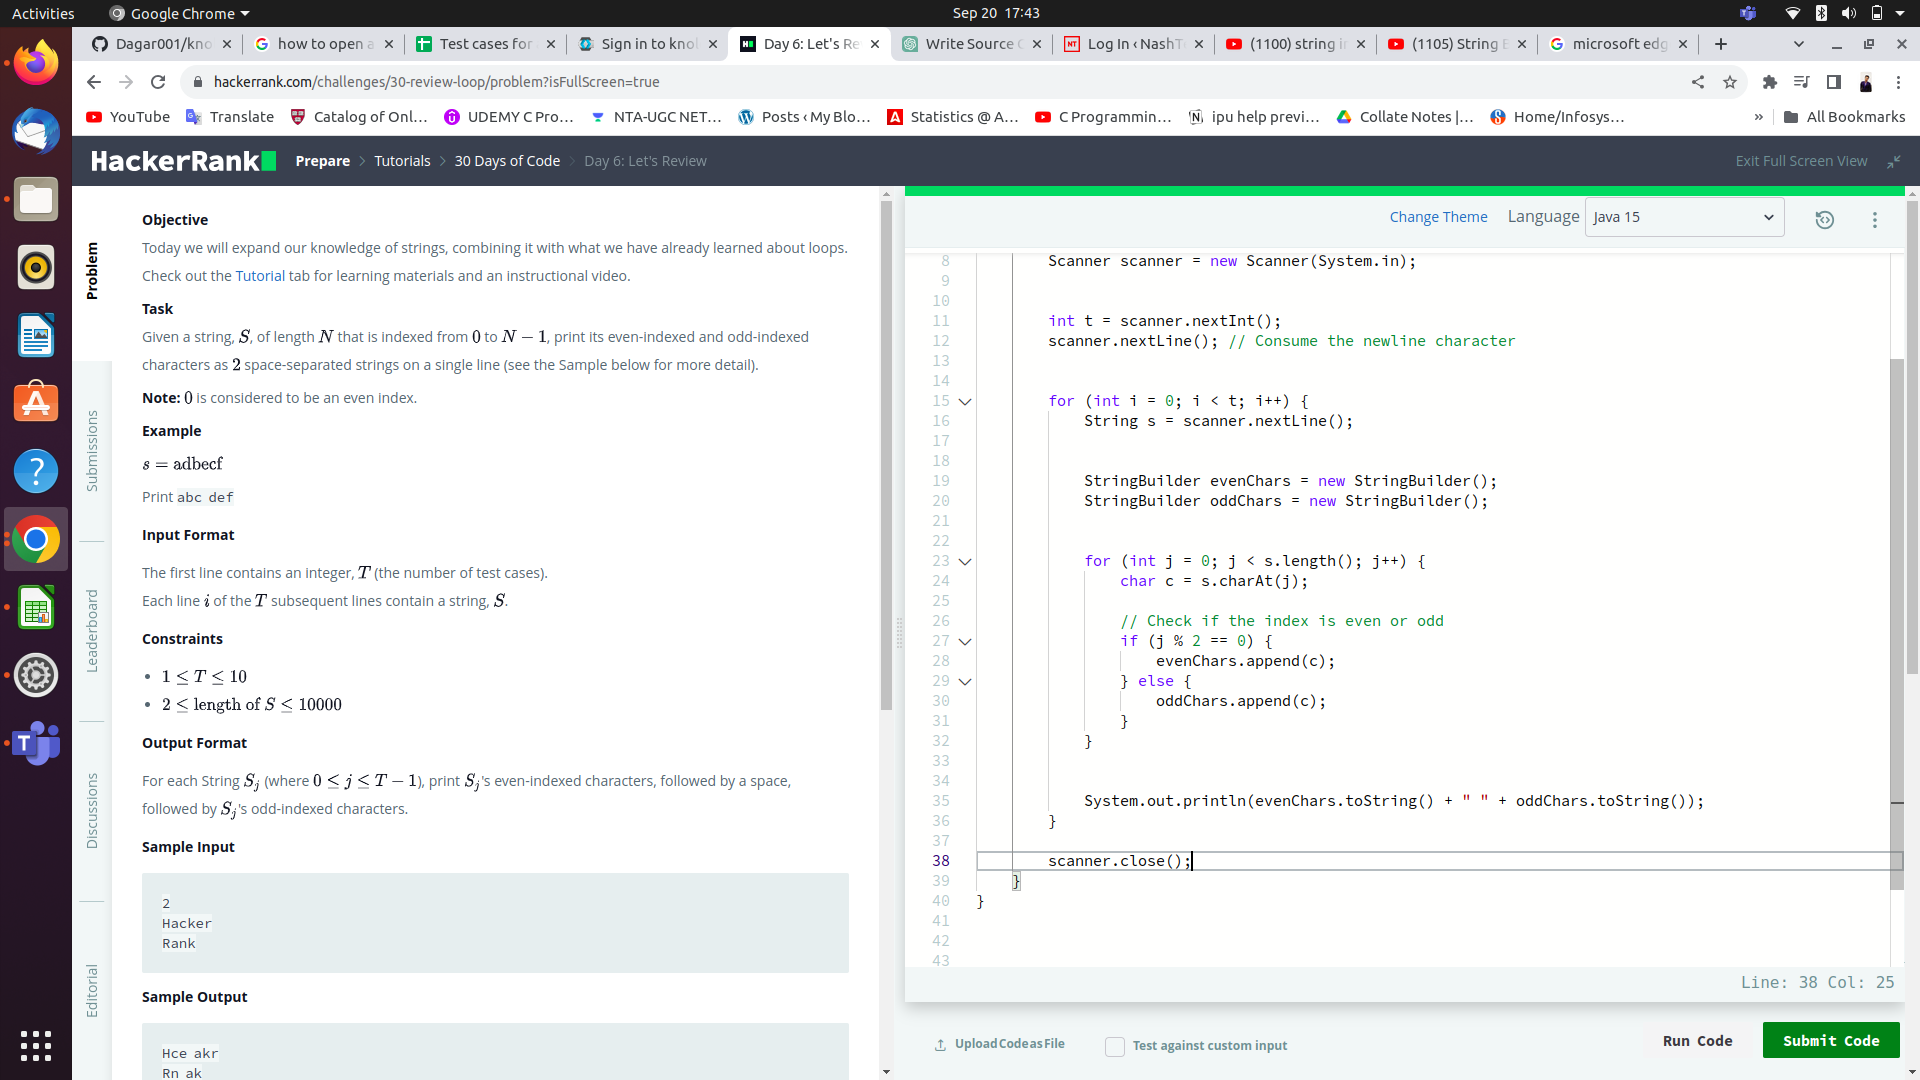 Activities
Google Chrome
Sep 20 17:43
Dagar001/kno
how to open a
Test cases for
Sign in to knol
Day 6: Let's Re
Write Source C
Log In ‹ NashT
(1100) string in
(1105) String B
microsoft edg
hackerrank.com/challenges/30-review-loop/problem?isFullScreen=true
YouTube
Translate
Catalog of Onl...
UDEMY C Pro...
NTA-UGC NET...
Posts ‹ My Blo...
Statistics @ A...
C Programmin...
ipu help previ...
Collate Notes |...
Home/Infosys...
»
All Bookmarks
HackerRank
Prepare > Tutorials > 30 Days of Code > Day 6: Let's Review
Exit Full Screen View
Problem
Submissions
Leaderboard
Discussions
Editorial
Objective
Today we will expand our knowledge of strings, combining it with what we have already learned about loops.
Check out the Tutorial tab for learning materials and an instructional video.
Task
Given a string, S, of length N that is indexed from 0 to N − 1, print its even-indexed and odd-indexed
characters as 2 space-separated strings on a single line (see the Sample below for more detail).
Note: 0 is considered to be an even index.
Example
s = adbecf
Print abc def
Input Format
The first line contains an integer, T (the number of test cases).
Each line i of the T subsequent lines contain a string, S.
Constraints
• 1 ≤ T ≤ 10
• 2 ≤ length of S ≤ 10000
Output Format
For each String Sj (where 0 ≤ j ≤ T − 1), print Sj's even-indexed characters, followed by a space,
followed by Sj's odd-indexed characters.
Sample Input
2
Hacker
Rank
Sample Output
Hce akr
Rn ak
Change Theme
Language
Java 15
8 Scanner scanner = new Scanner(System.in);
9
10
11 int t = scanner.nextInt();
12 scanner.nextLine(); // Consume the newline character
13
14
15 for (int i = 0; i < t; i++) {
16 String s = scanner.nextLine();
17
18
19 StringBuilder evenChars = new StringBuilder();
20 StringBuilder oddChars = new StringBuilder();
21
22
23 for (int j = 0; j < s.length(); j++) {
24 char c = s.charAt(j);
25
26 // Check if the index is even or odd
27 if (j % 2 == 0) {
28 evenChars.append(c);
29 } else {
30 oddChars.append(c);
31 }
32 }
33
34
35 System.out.println(evenChars.toString() + " " + oddChars.toString());
36 }
37
38 scanner.close();
39 }
40 }
41
42
43
Line: 38 Col: 25
Upload Code as File
Test against custom input
Run Code
Submit Code